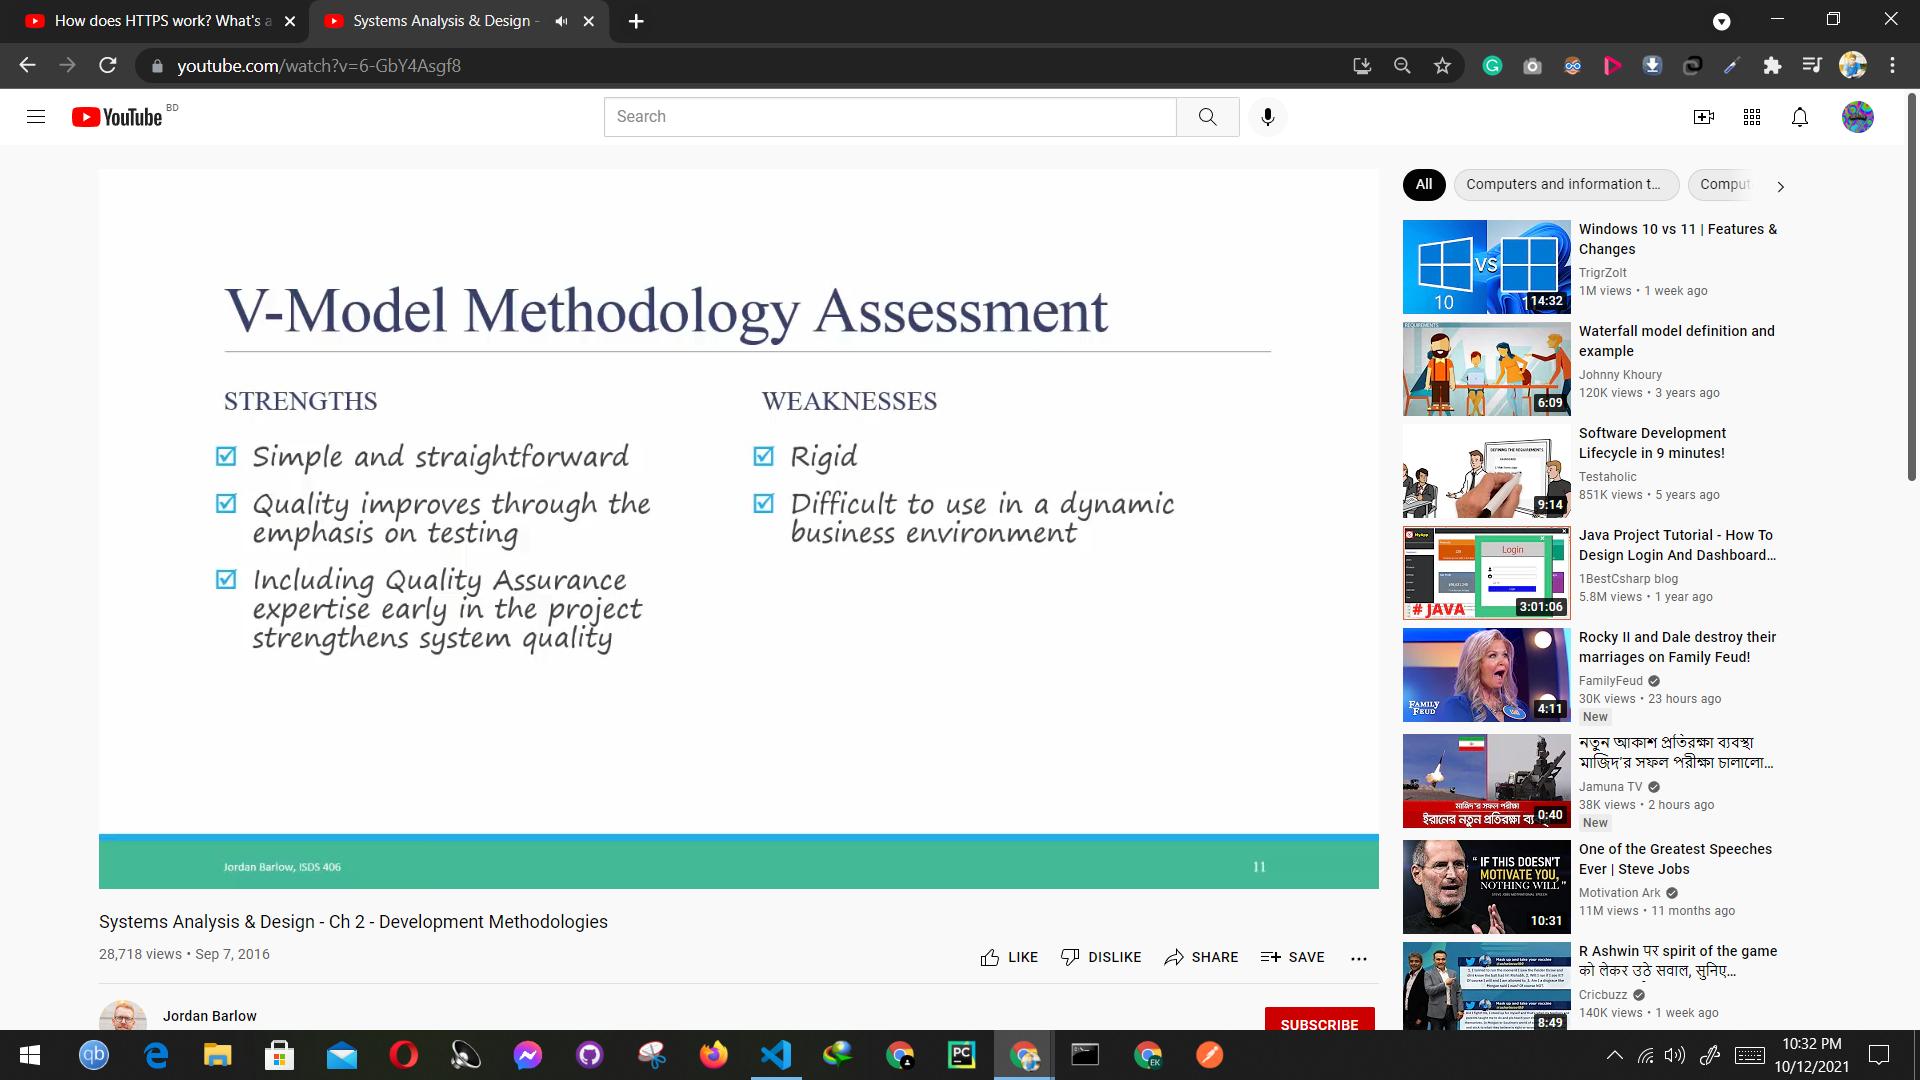 How does HTTPS work? What's a
Systems Analysis & Design -
youtube.com/watch?v=6-GbY4Asgf8
YouTube BD
Search
V-Model Methodology Assessment
STRENGTHS
Simple and straightforward
Quality improves through the
emphasis on testing
Including Quality Assurance
expertise early in the project
strengthens system quality
WEAKNESSES
Rigid
Difficult to use in a dynamic
business environment
Jordan Barlow, ISDS 406
11
Systems Analysis & Design - Ch 2 - Development Methodologies
28,718 views • Sep 7, 2016
LIKE DISLIKE SHARE SAVE
Jordan Barlow
SUBSCRIBE
All
Computers and information t...
Comput
10 VS
14:32
Windows 10 vs 11 | Features &
Changes
TrigrZolt
1M views • 1 week ago
REQUIREMENTS
6:09
Waterfall model definition and
example
Johnny Khoury
120K views • 3 years ago
DEFINING THE REQUIREMENTS
9:14
Software Development
Lifecycle in 9 minutes!
Testaholic
851K views • 5 years ago
MyApp
Login
# JAVA
3:01:06
Java Project Tutorial - How To
Design Login And Dashboard...
1BestCsharp blog
5.8M views • 1 year ago
FAMILY
FEUD
4:11
Rocky II and Dale destroy their
marriages on Family Feud!
FamilyFeud
30K views • 23 hours ago
New
মাজিদ'র সফল পরীক্ষা
ইরানের নতুন প্রতিরক্ষা
0:40
নতুন আকাশ প্রতিরক্ষা ব্যবস্থা
মাজিদ'র সফল পরীক্ষা চালালো...
Jamuna TV
38K views • 2 hours ago
New
" IF THIS DOESN'T
MOTIVATE YOU,
NOTHING WILL "
10:31
One of the Greatest Speeches
Ever | Steve Jobs
Motivation Ark
11M views • 11 months ago
8:49
R Ashwin पर spirit of the game
को लेकर उठे सवाल, सुनिए...
Cricbuzz
140K views • 1 week ago
qb
PC
EK
10:32 PM
10/12/2021